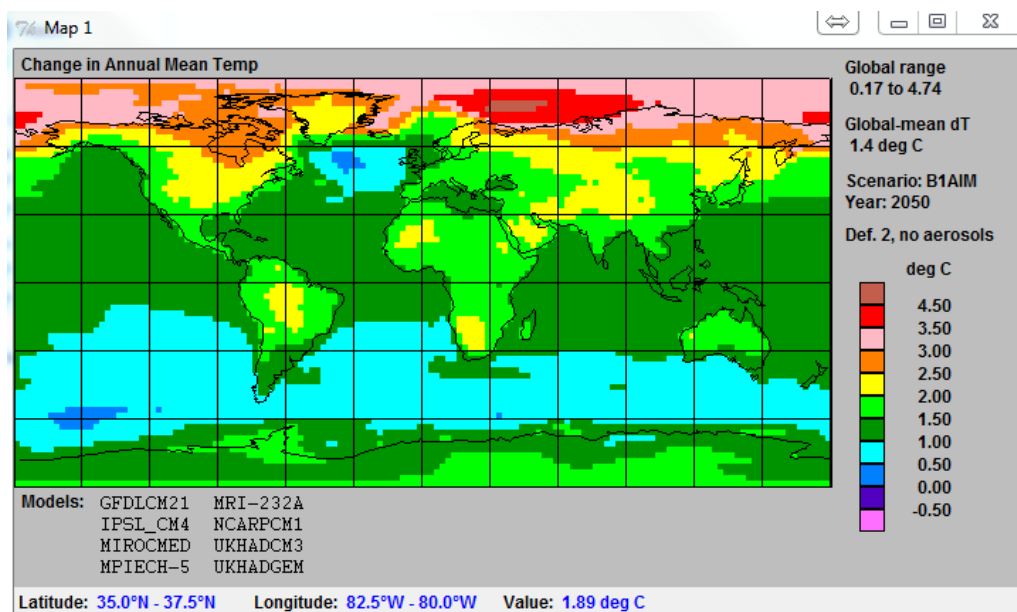 Map 1
Change in Annual Mean Temp
Global range
0.17 to 4.74
Global-mean dT
1.4 deg C
Scenario: B1AIM
Year: 2050
Def. 2, no aerosols
deg C
4.50
3.50
3.00
2.50
2.00
1.50
1.00
0.50
0.00
-0.50
Models: GFDLCM21 MRI-232A
IPSL_CM4 NCARPCM1
MIROCMED UKHADCM3
MPIECH-5 UKHADGEM
Latitude: 35.0°N - 37.5°N Longitude: 82.5°W - 80.0°W Value: 1.89 deg C